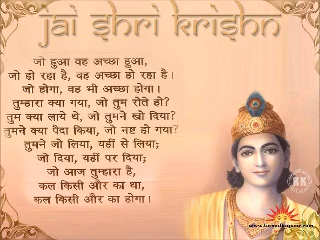 JAI SHRI KRISHN
जो हुआ वह अच्छा हुआ,
जो हो रहा है, वह अच्छा हो रहा है।
जो होगा, वह भी अच्छा होगा।
तुम्हारा क्या गया, जो तुम रोते हो?
तुम क्या लाये थे, जो तुमने खो दिया?
तुमने क्या पैदा किया, जो नष्ट हो गया?
तुमने जो लिया, यहीं से लिया;
जो दिया, यहीं पर दिया;
जो आज तुम्हारा है,
कल किसी और का था,
कल किसी और का होगा।
KK